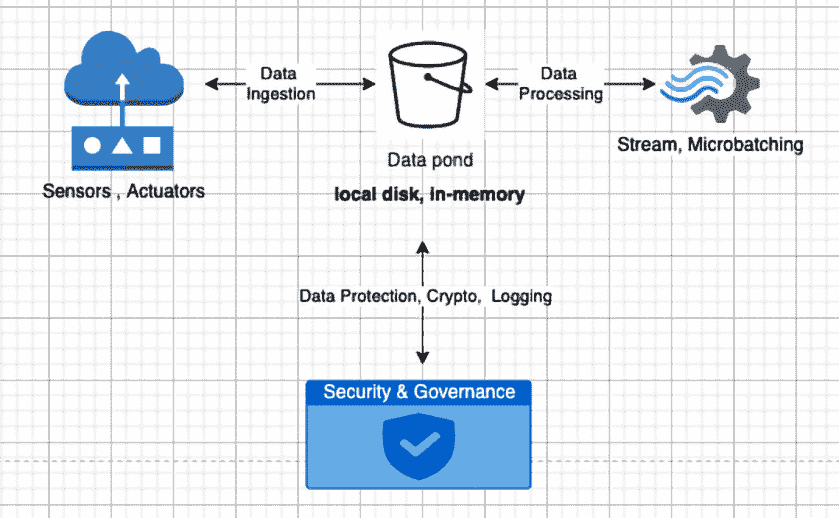 Data
Ingestion
Data
Processing
Stream, Microbatching
Data pond
Sensors , Actuators
local disk, in-memory
Data Protection, Crypto,  Logging
Security & Governance